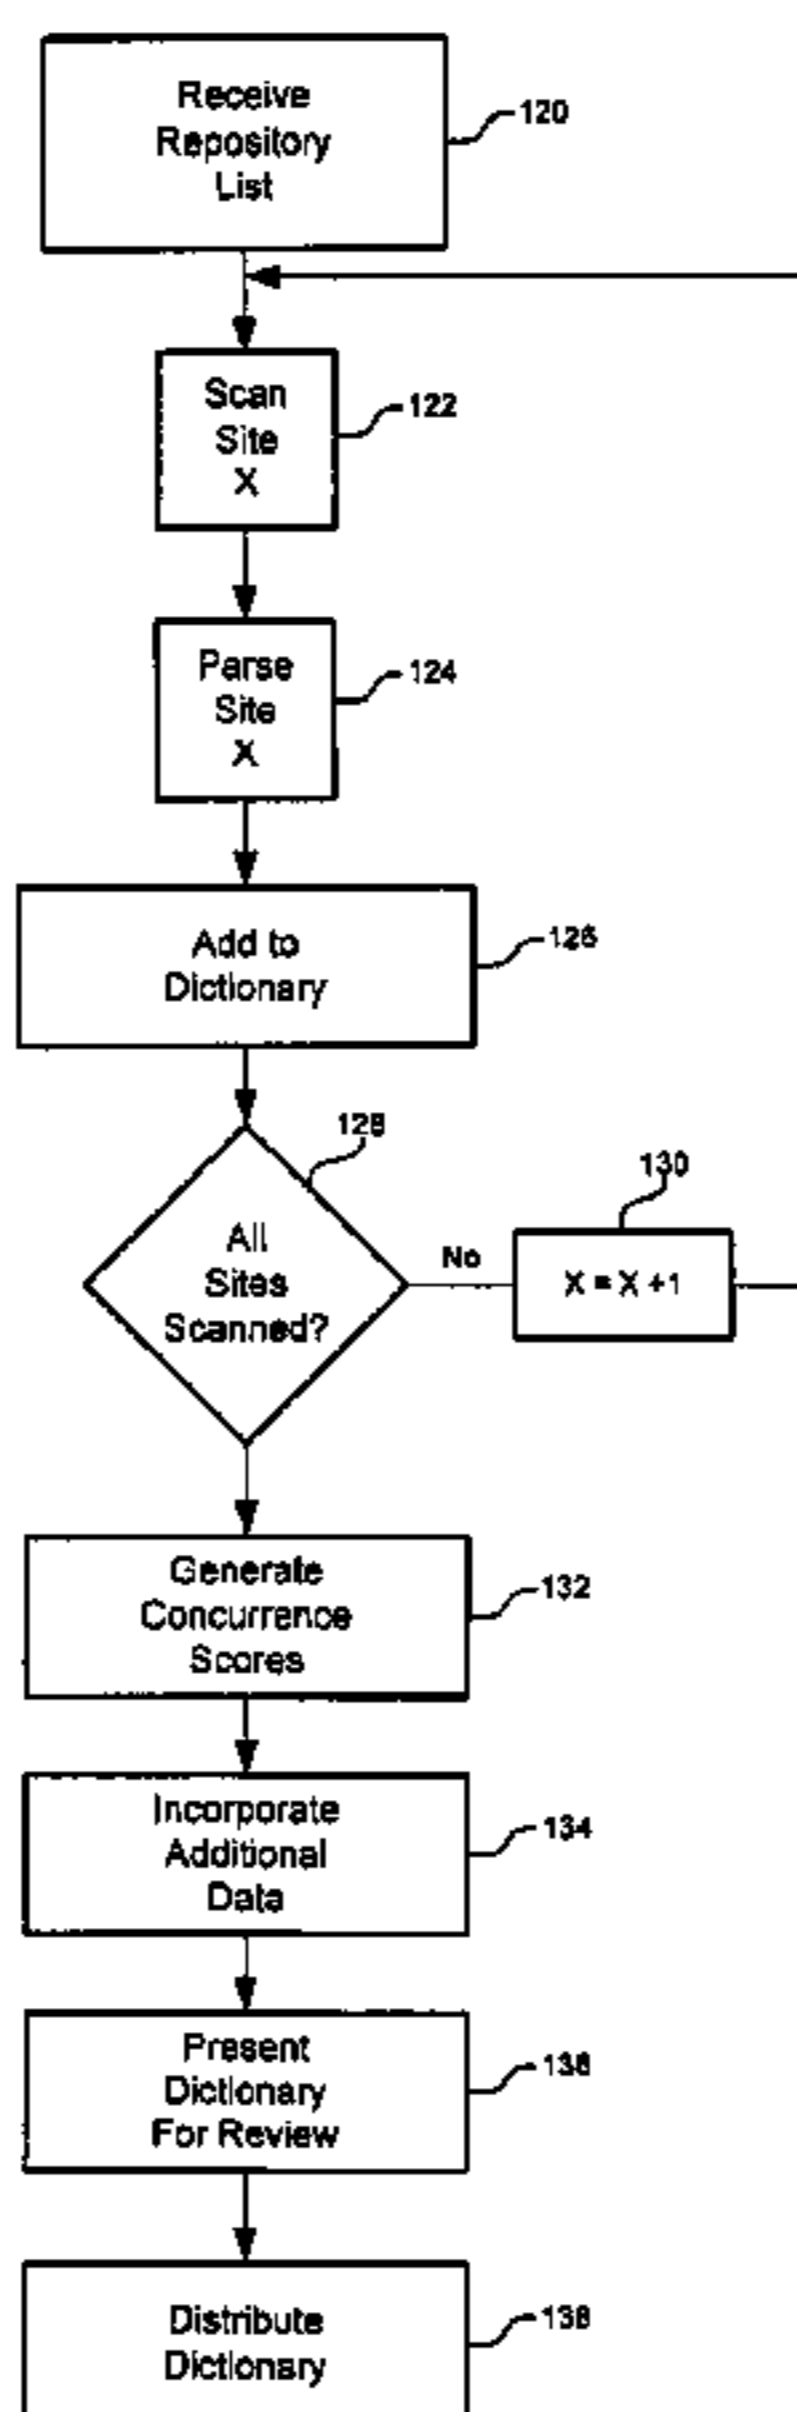 Receive
Repository
List
120
Scan
Site
X
122
Parse
Site
X
124
Add to
Dictionary
126
128
All
Sites
Scanned?
No
130
X = X +1
Generate
Concurrence
Scores
132
Incorporate
Additional
Data
134
Present
Dictionary
For Review
136
Distribute
Dictionary
138